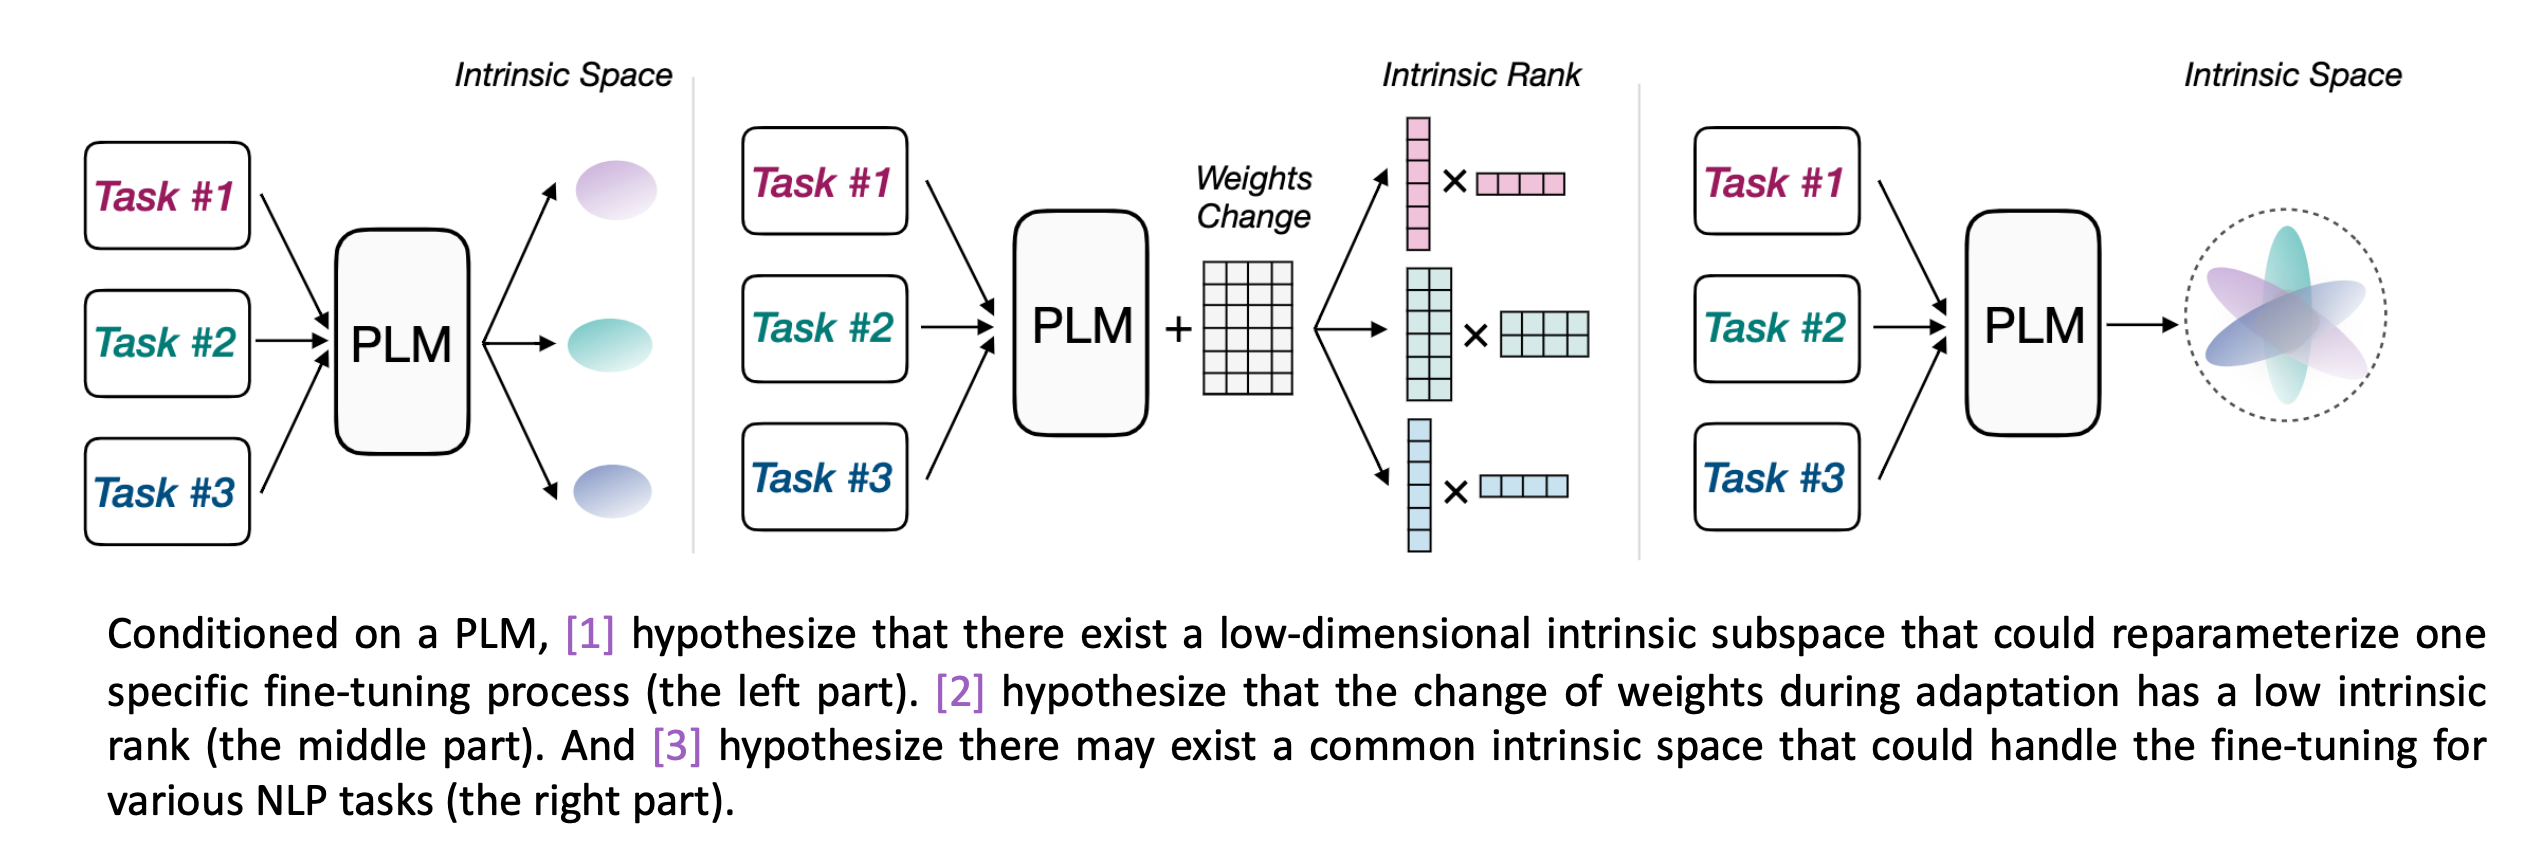 Intrinsic Space
Task #1
Task #2
Task #3
PLM
Intrinsic Rank
Task #1
Task #2
Task #3
PLM
+
Weights
Change
×
×
×
Intrinsic Space
Task #1
Task #2
Task #3
PLM
Conditioned on a PLM, [1] hypothesize that there exist a low-dimensional intrinsic subspace that could reparameterize one
specific fine-tuning process (the left part). [2] hypothesize that the change of weights during adaptation has a low intrinsic
rank (the middle part). And [3] hypothesize there may exist a common intrinsic space that could handle the fine-tuning for
various NLP tasks (the right part).